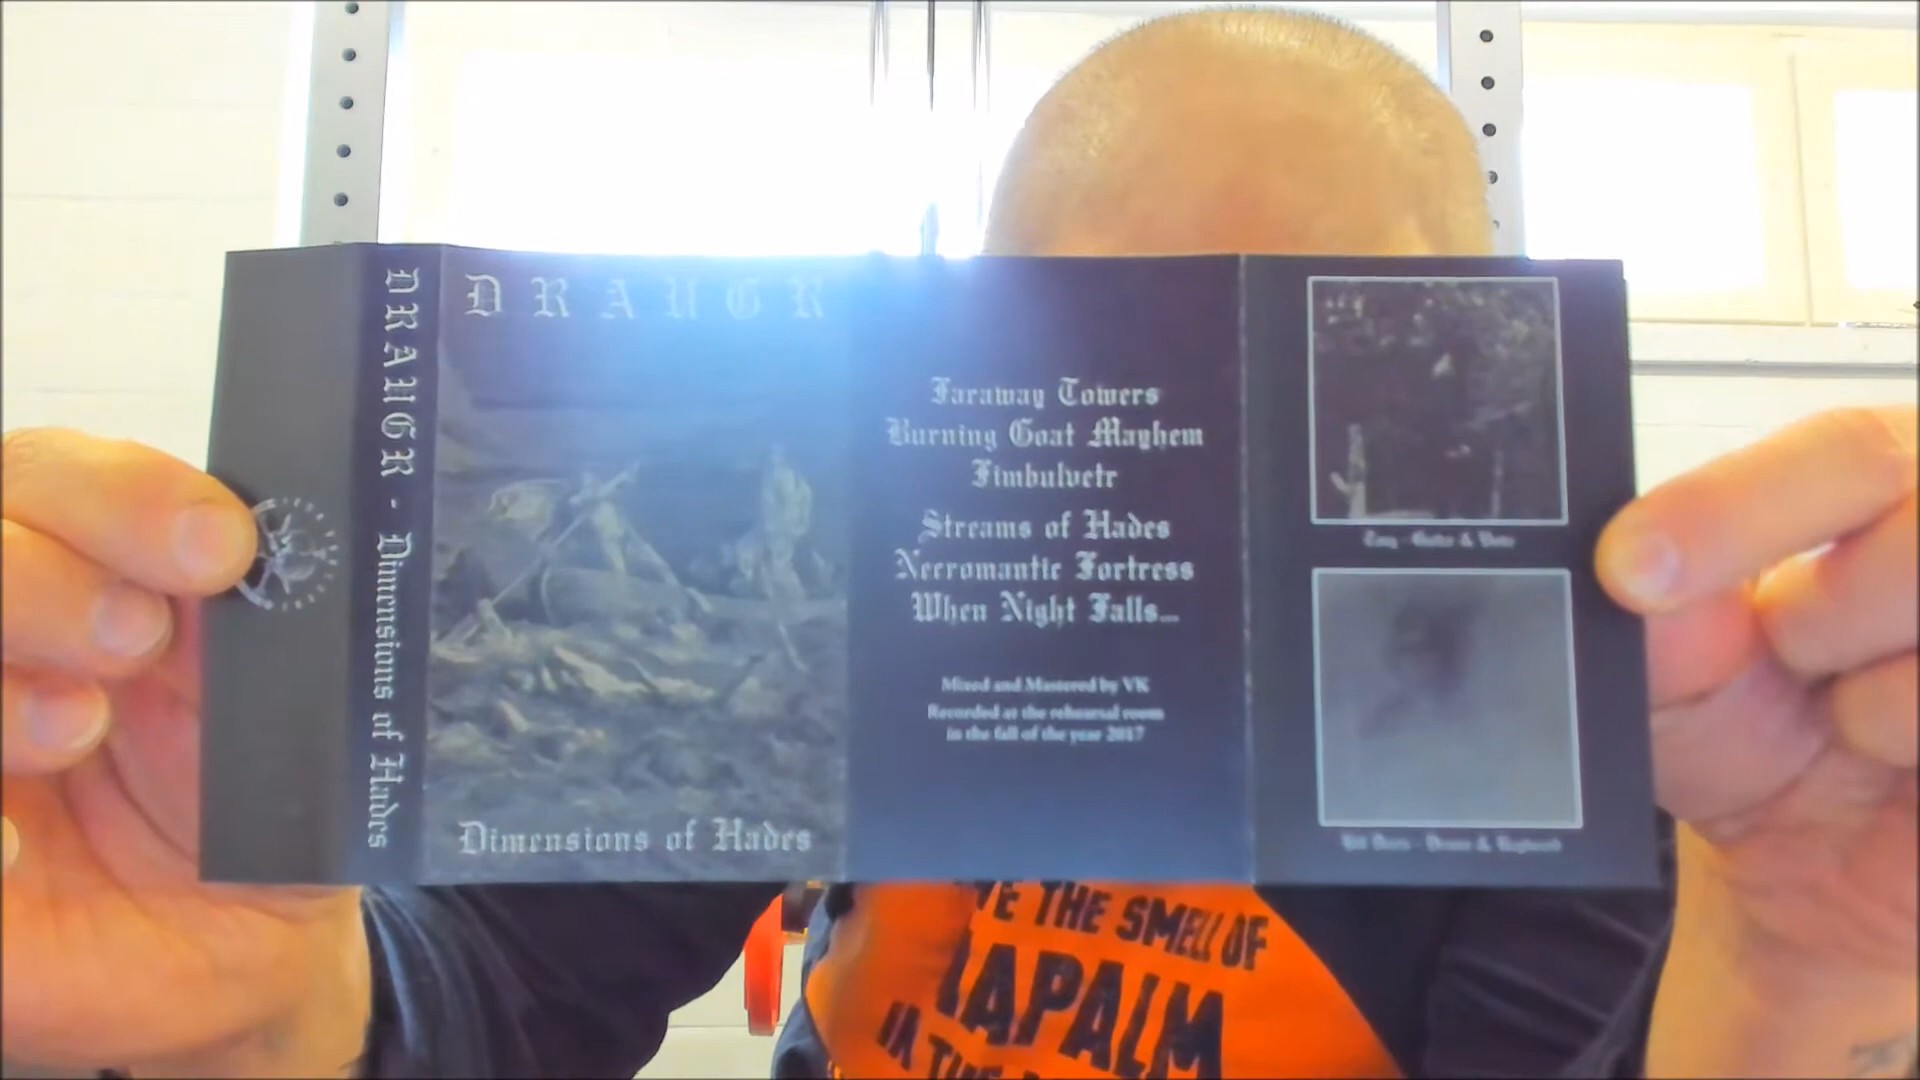 DRAUGR - Dimensions of Hades
DRAUGR
Dimensions of Hades
Faraway Towers
Burning Goat Mayhem
Fimbulvetr
Streams of Hades
Necromantic Fortress
When Night Falls...
Mixed and Mastered by VK
Recorded at the rehearsal room
in the fall of the year 2017
THE SMELL OF
IN THE